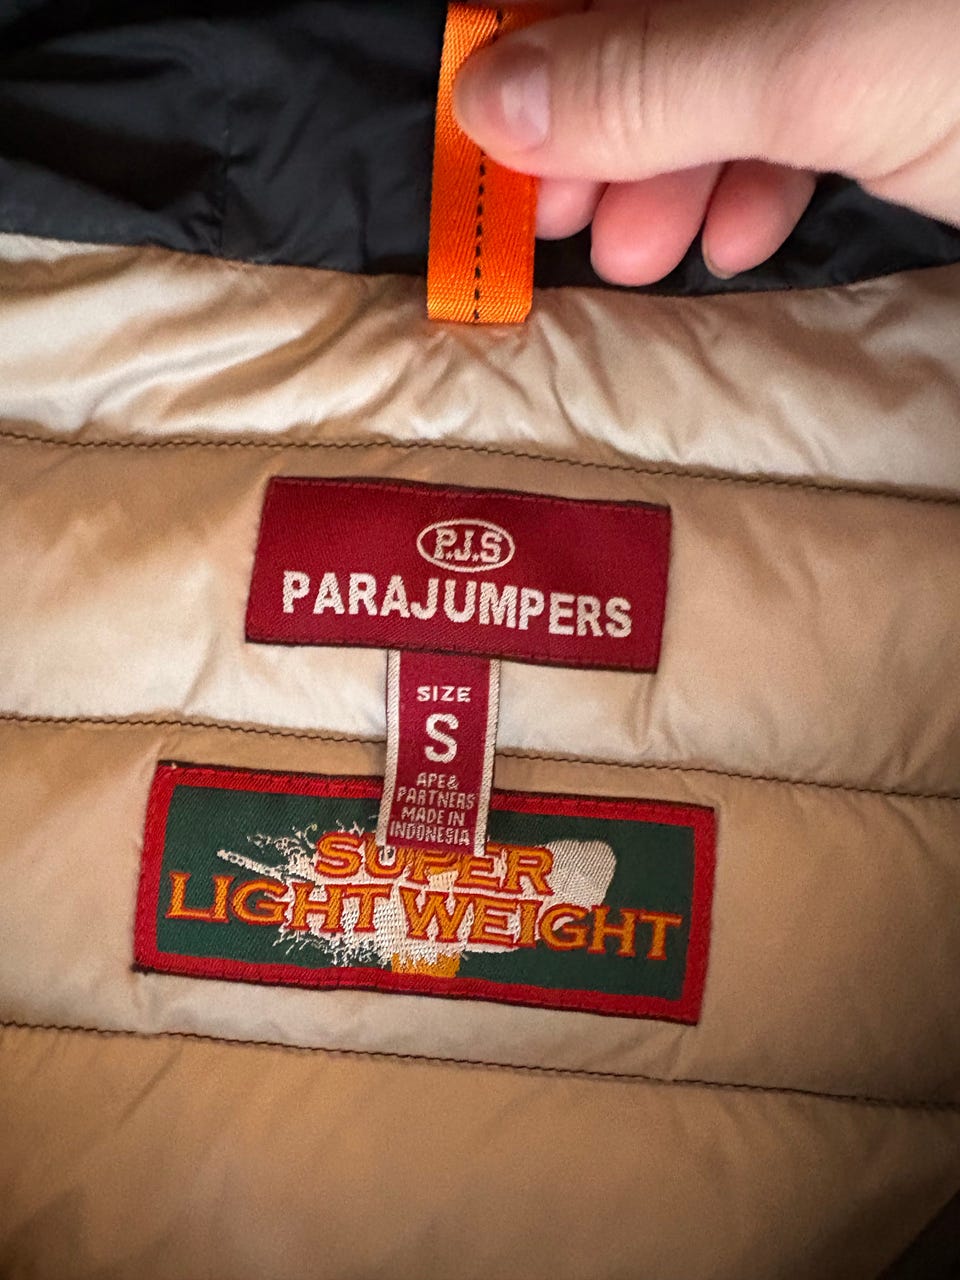 P.J.S
PARAJUMPERS
SIZE
S
APE&
PARTNERS
MADE IN
INDONESIA
SUPER
LIGHT WEIGHT